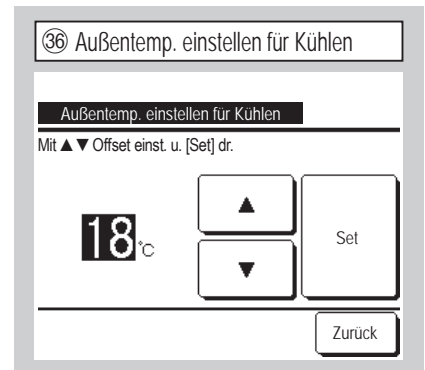 ㊱ Außentemp. einstellen für Kühlen
Außentemp. einstellen für Kühlen
Mit ▲▼ Offset einst. u. [Set] dr.
▲
18°C
Set
▼
Zurück